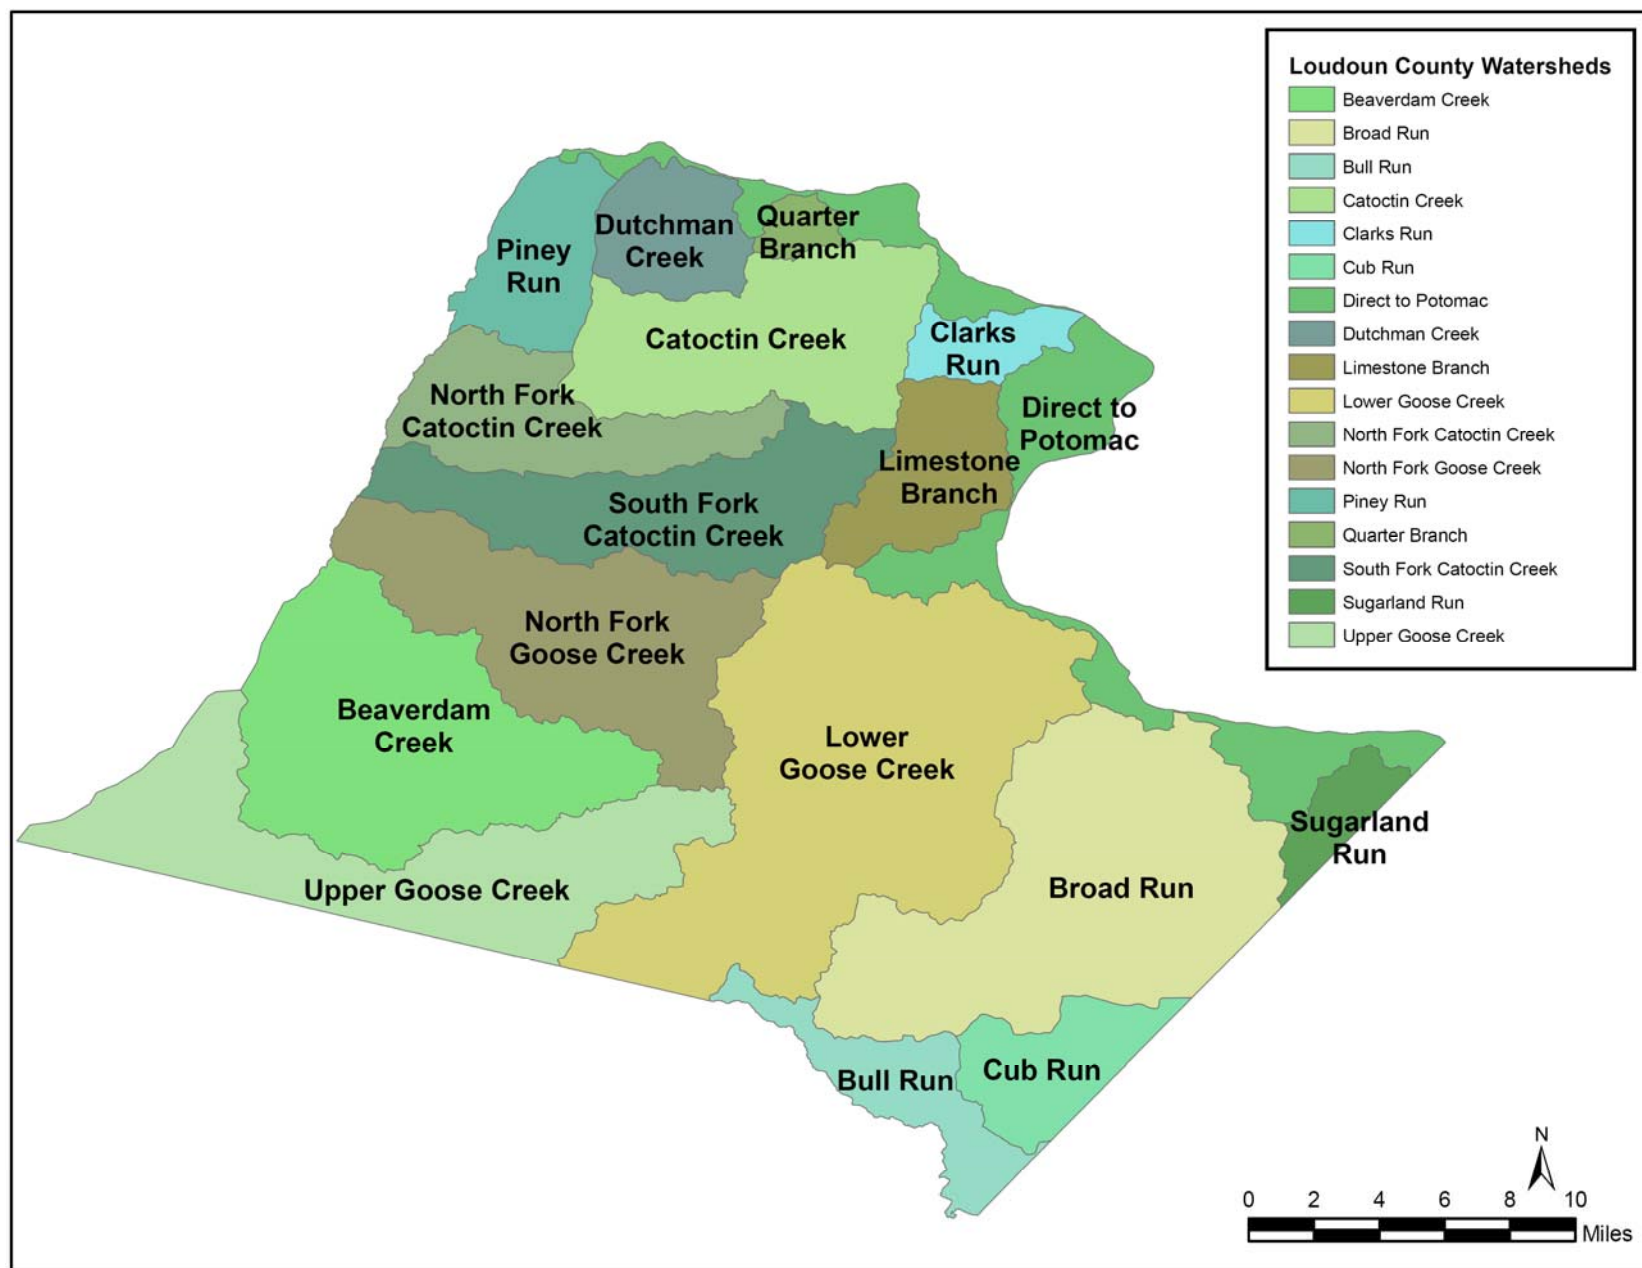 Loudoun County Watersheds
Beaverdam Creek
Broad Run
Bull Run
Catoctin Creek
Clarks Run
Cub Run
Direct to Potomac
Dutchman Creek
Limestone Branch
Lower Goose Creek
North Fork Catoctin Creek
North Fork Goose Creek
Piney Run
Quarter Branch
South Fork Catoctin Creek
Sugarland Run
Upper Goose Creek
Piney
Run
Dutchman
Creek
Quarter
Branch
Catoctin Creek
Clarks
Run
North Fork
Catoctin Creek
Direct to
Potomac
Limestone
Branch
South Fork
Catoctin Creek
North Fork
Goose Creek
Beaverdam
Creek
Lower
Goose Creek
Sugarland
Run
Upper Goose Creek
Broad Run
Bull Run
Cub Run
N
0 2 4 6 8 10
Miles